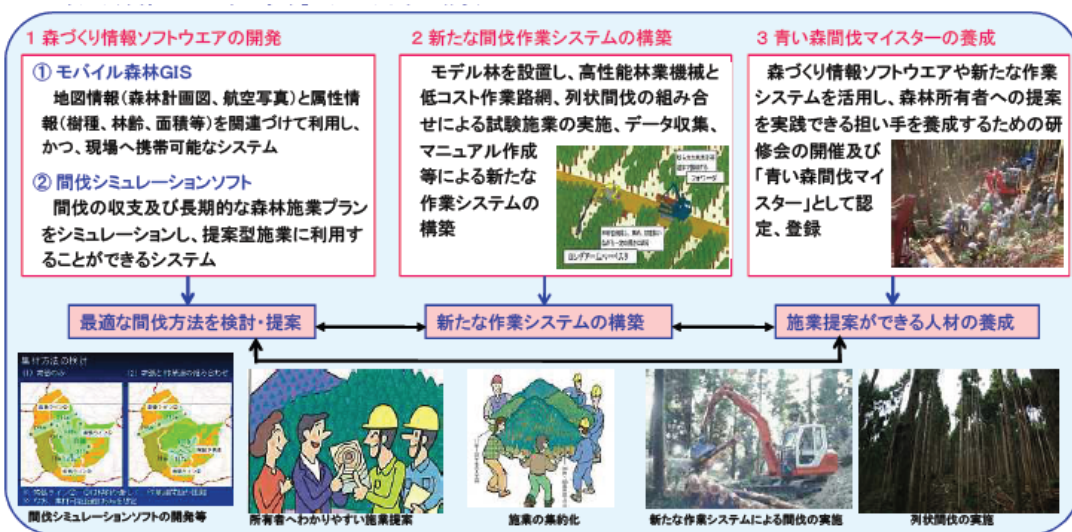 1 森づくり情報ソフトウエアの開発
① モバイル森林GIS
地図情報(森林計画図、航空写真)と属性情
報(樹種、林齢、面積等)を関連づけて利用し、
かつ、現場へ携帯可能なシステム
② 間伐シミュレーションソフト
間伐の収支及び長期的な森林施業プラン
をシミュレーションし、提案型施業に利用す
ることができるシステム
2 新たな間伐作業システムの構築
モデル林を設置し、高性能林業機械と
低コスト作業路網、列状間伐の組み合
せによる試験施業の実施、データ収集、
マニュアル作成
等による新たな
作業システムの
構築
フォワーダ
ロングアームハーベスタ
3 青い森間伐マイスターの養成
森づくり情報ソフトウエアや新たな作業
システムを活用し、森林所有者への提案
を実践できる担い手を養成するための研
修会の開催及び
「青い森間伐マイ
スター」として認
定、登録
最適な間伐方法を検討・提案
新たな作業システムの構築
施業提案ができる人材の養成
集材方法の検討
間伐シミュレーションソフトの開発等
所有者へわかりやすい施業提案
施業の集約化
新たな作業システムによる間伐の実施
列状間伐の実施